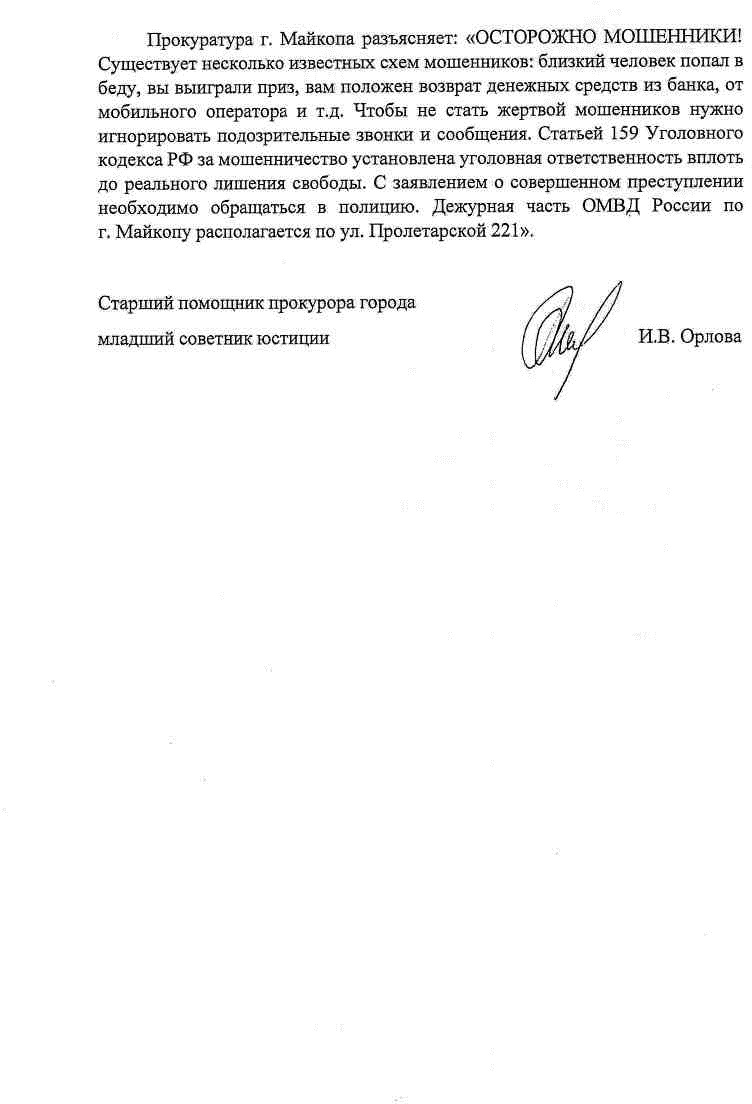 Прокуратура г. Майкопа разъясняет: «ОСТОРОЖНО МОШЕННИКИ!
Существует несколько известных схем мошенников: близкий человек попал в
беду, вы выиграли приз, вам положен возврат денежных средств из банка, от
мобильного оператора и т.д. Чтобы не стать жертвой мошенников нужно
игнорировать подозрительные звонки и сообщения. Статьей 159 Уголовного
кодекса РФ за мошенничество установлена уголовная ответственность вплоть
до реального лишения свободы. С заявлением о совершенном преступлении
необходимо обращаться в полицию. Дежурная часть ОМВД России по
г. Майкопу располагается по ул. Пролетарской 221».
Старший помощник прокурора города
младший советник юстиции И.В. Орлова